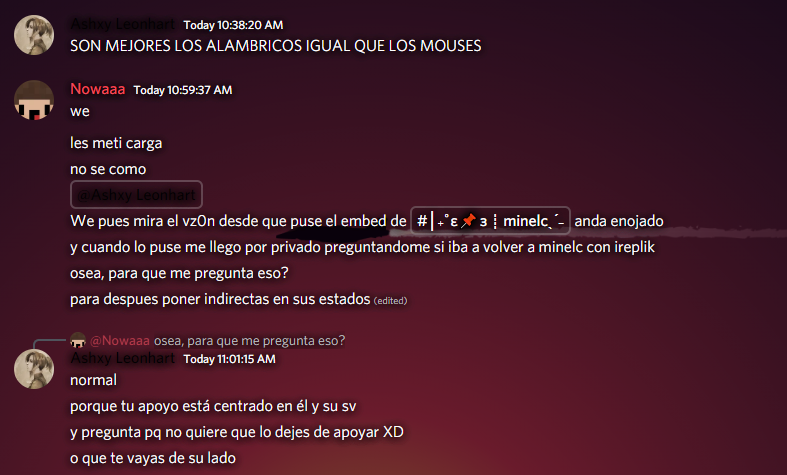 Ashxy Leonhart Today 10:38:20 AM
SON MEJORES LOS ALAMBRICOS IGUAL QUE LOS MOUSES
Nowaaa Today 10:59:37 AM
we
les meti carga
no se como
#Ashxy Leonhart
We pues mira el vz0n desde que puse el embed de #│₊˚ε📌з┊minelc˛ˊ˗ anda enojado
y cuando lo puse me llego por privado preguntandome si iba a volver a minelc con ireplik
osea, para que me pregunta eso?
para despues poner indirectas en sus estados (edited)
@Nowaaa osea, para que me pregunta eso?
Ashxy Leonhart Today 11:01:15 AM
normal
porque tu apoyo está centrado en él y su sv
y pregunta pq no quiere que lo dejes de apoyar XD
o que te vayas de su lado